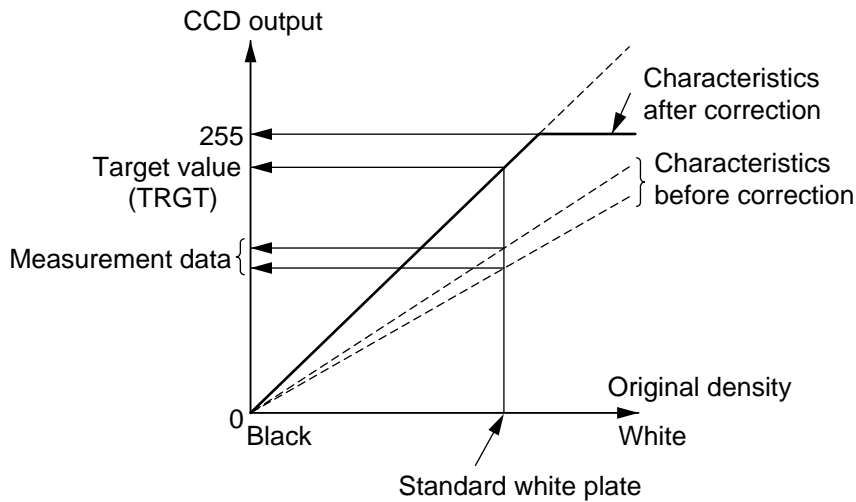 CCD output
Characteristics
after correction
255
Target value
(TRGT)
Characteristics
before correction
Measurement data
Original density
0
Black
White
Standard white plate